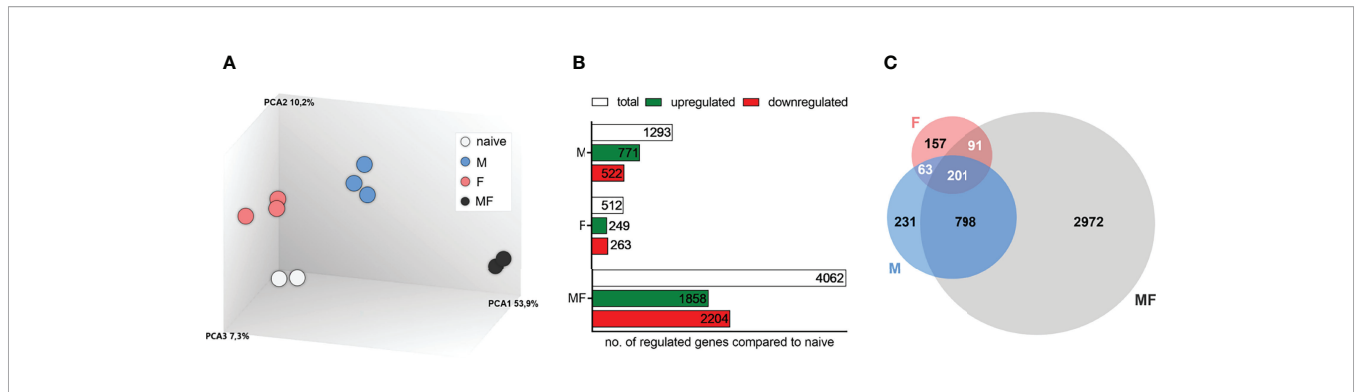 A
B
C
PCA2 10,2%
naive
M
F
MF
PCA1 53,9%
PCA3 7,3%
total upregulated downregulated
M
1293
771
522
F
512
249
263
MF
4062
1858
2204
no. of regulated genes compared to naive
F
157
91
63
201
231
798
2972
M
MF